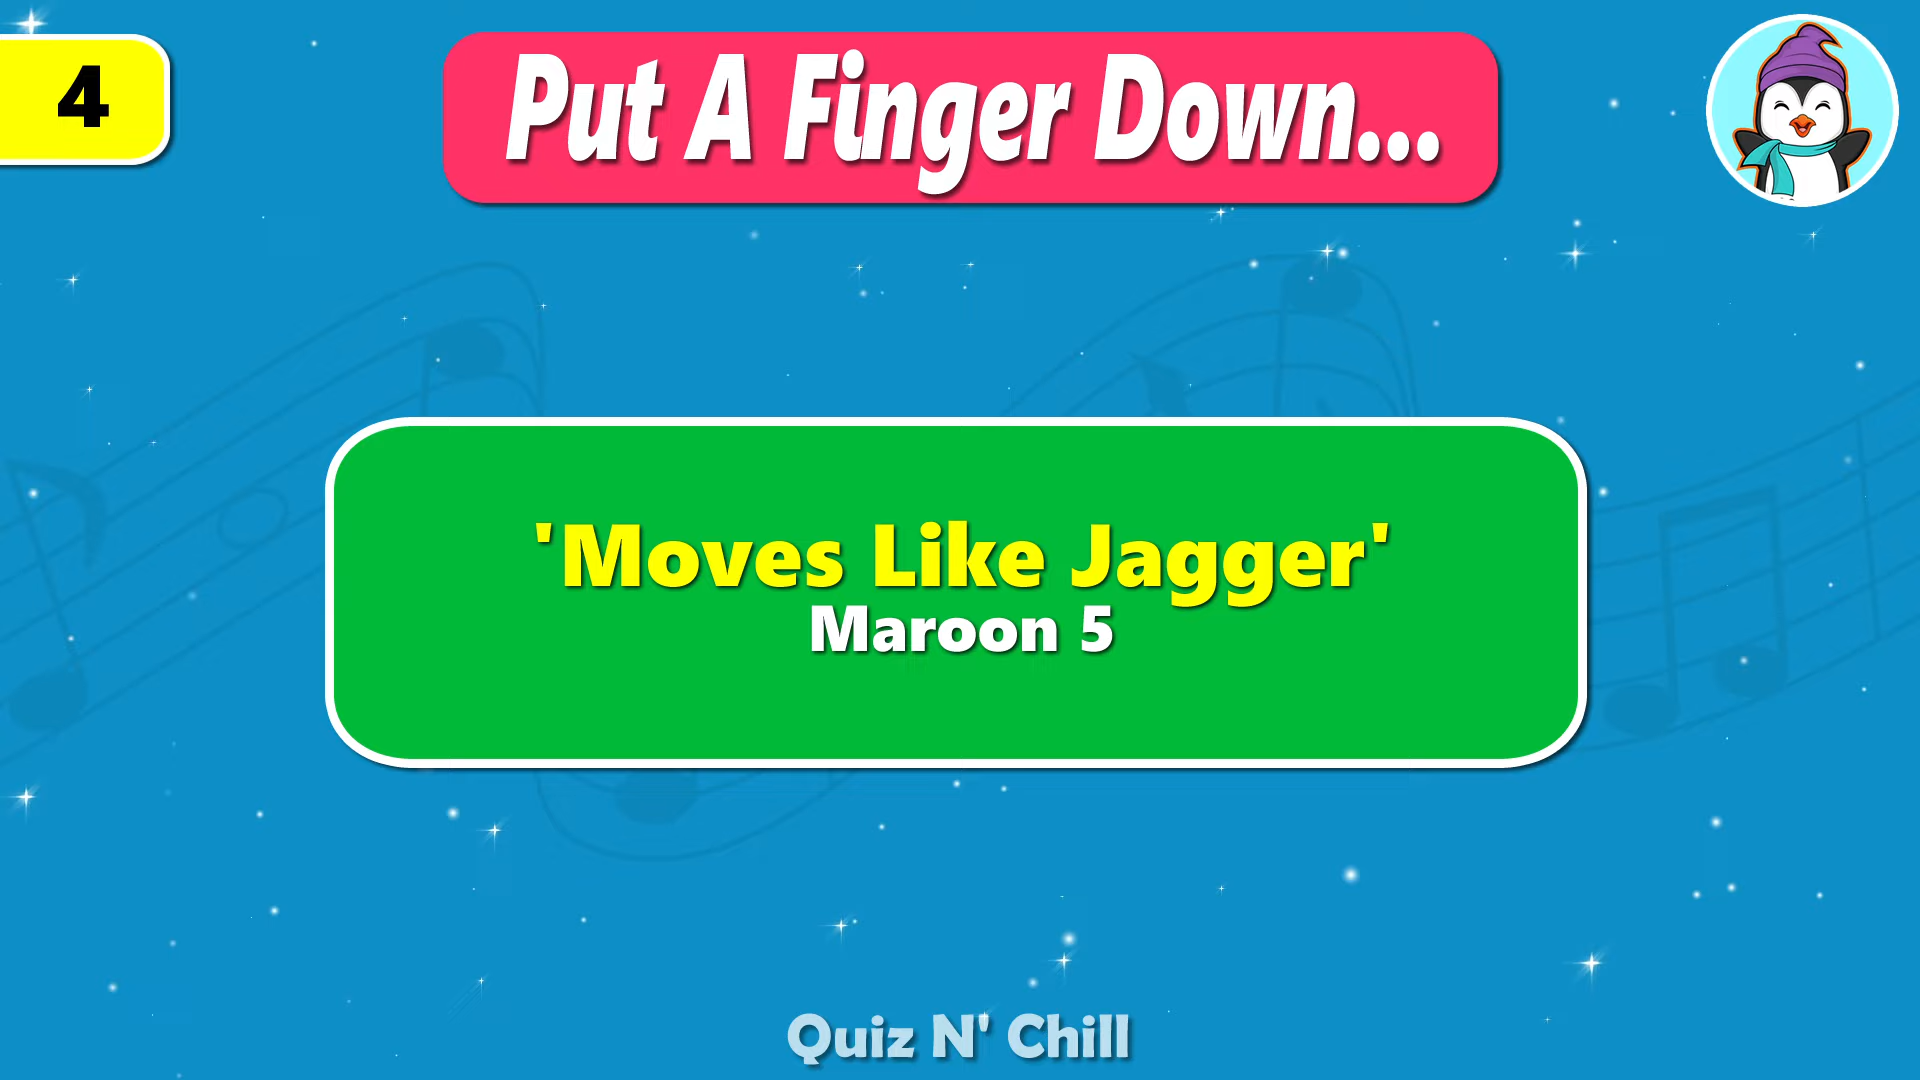 4
Put A Finger Down...
'Moves Like Jagger'
Maroon 5
Quiz N' Chill